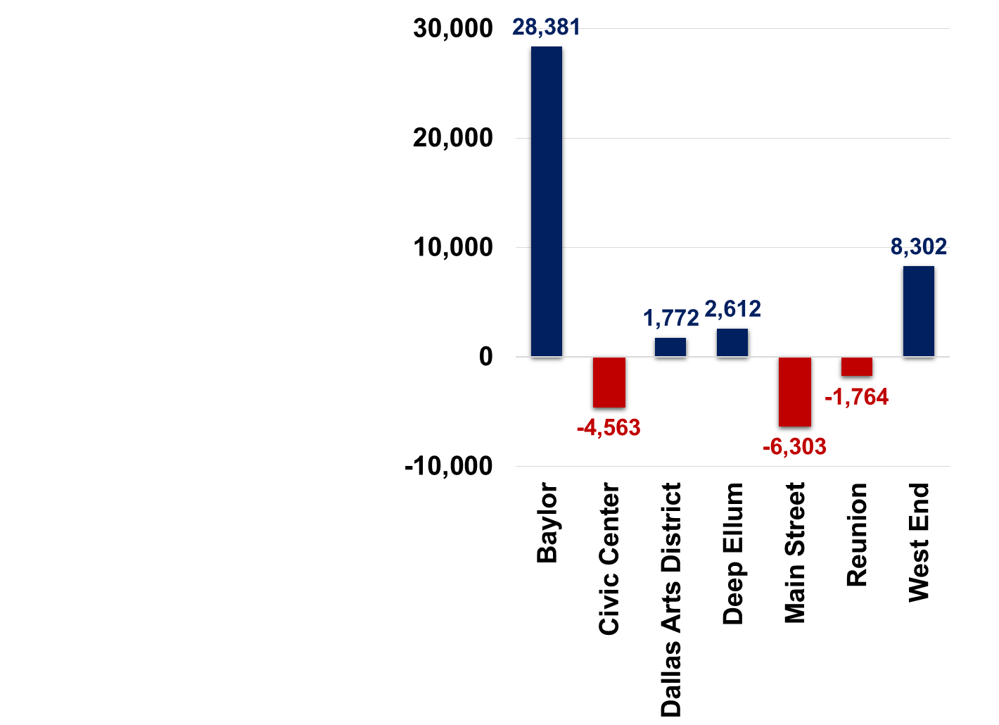 30,000
20,000
10,000
0
-10,000
28,381
-4,563
1,772
2,612
-6,303
-1,764
8,302
Baylor
Civic Center
Dallas Arts District
Deep Ellum
Main Street
Reunion
West End